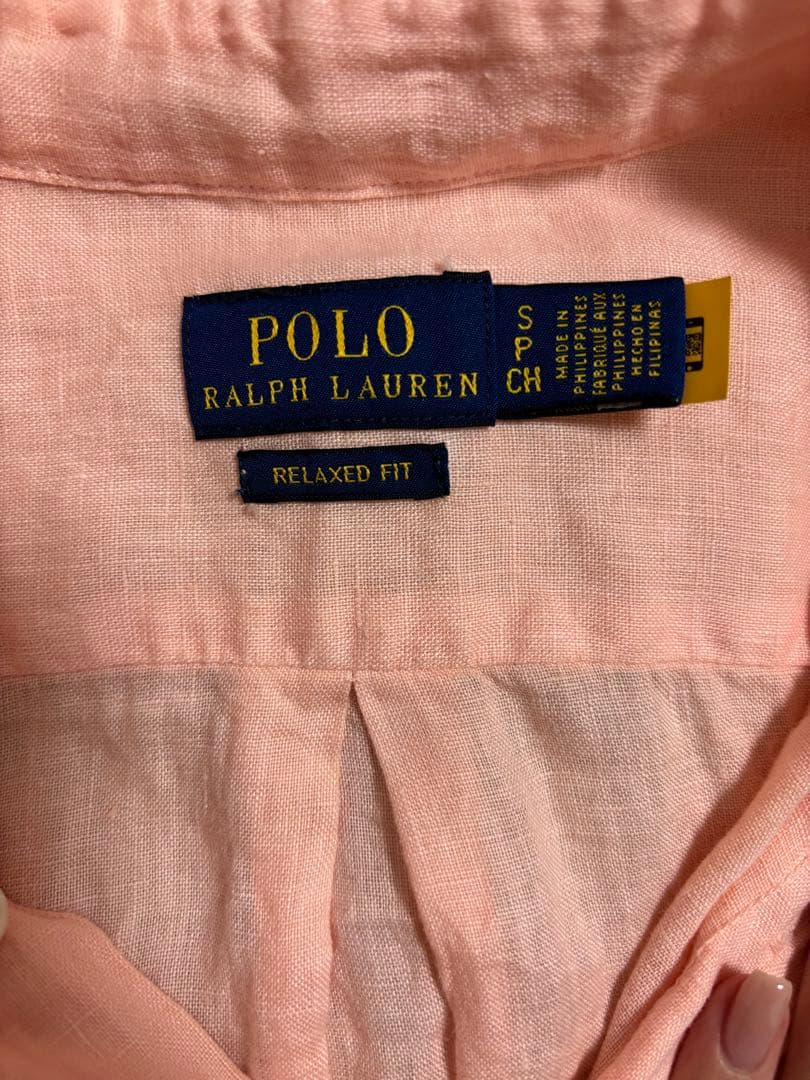 POLO
RALPH LAUREN
RELAXED FIT
S
P
CH
MADE IN
PHILIPPINES
FABRIQUÉ AUX
PHILIPPINES
HECHO EN
FILIPINAS